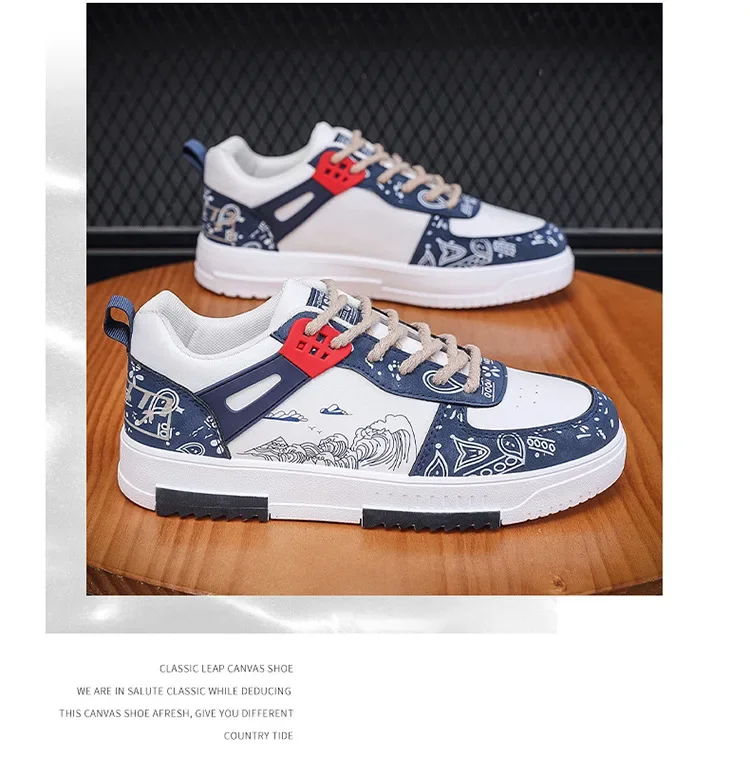 CLASSIC LEAP CANVAS SHOE
WE ARE IN SALUTE CLASSIC WHILE DEDUCING
THIS CANVAS SHOE AFRESH, GIVE YOU DIFFERENT
COUNTRY TIDE